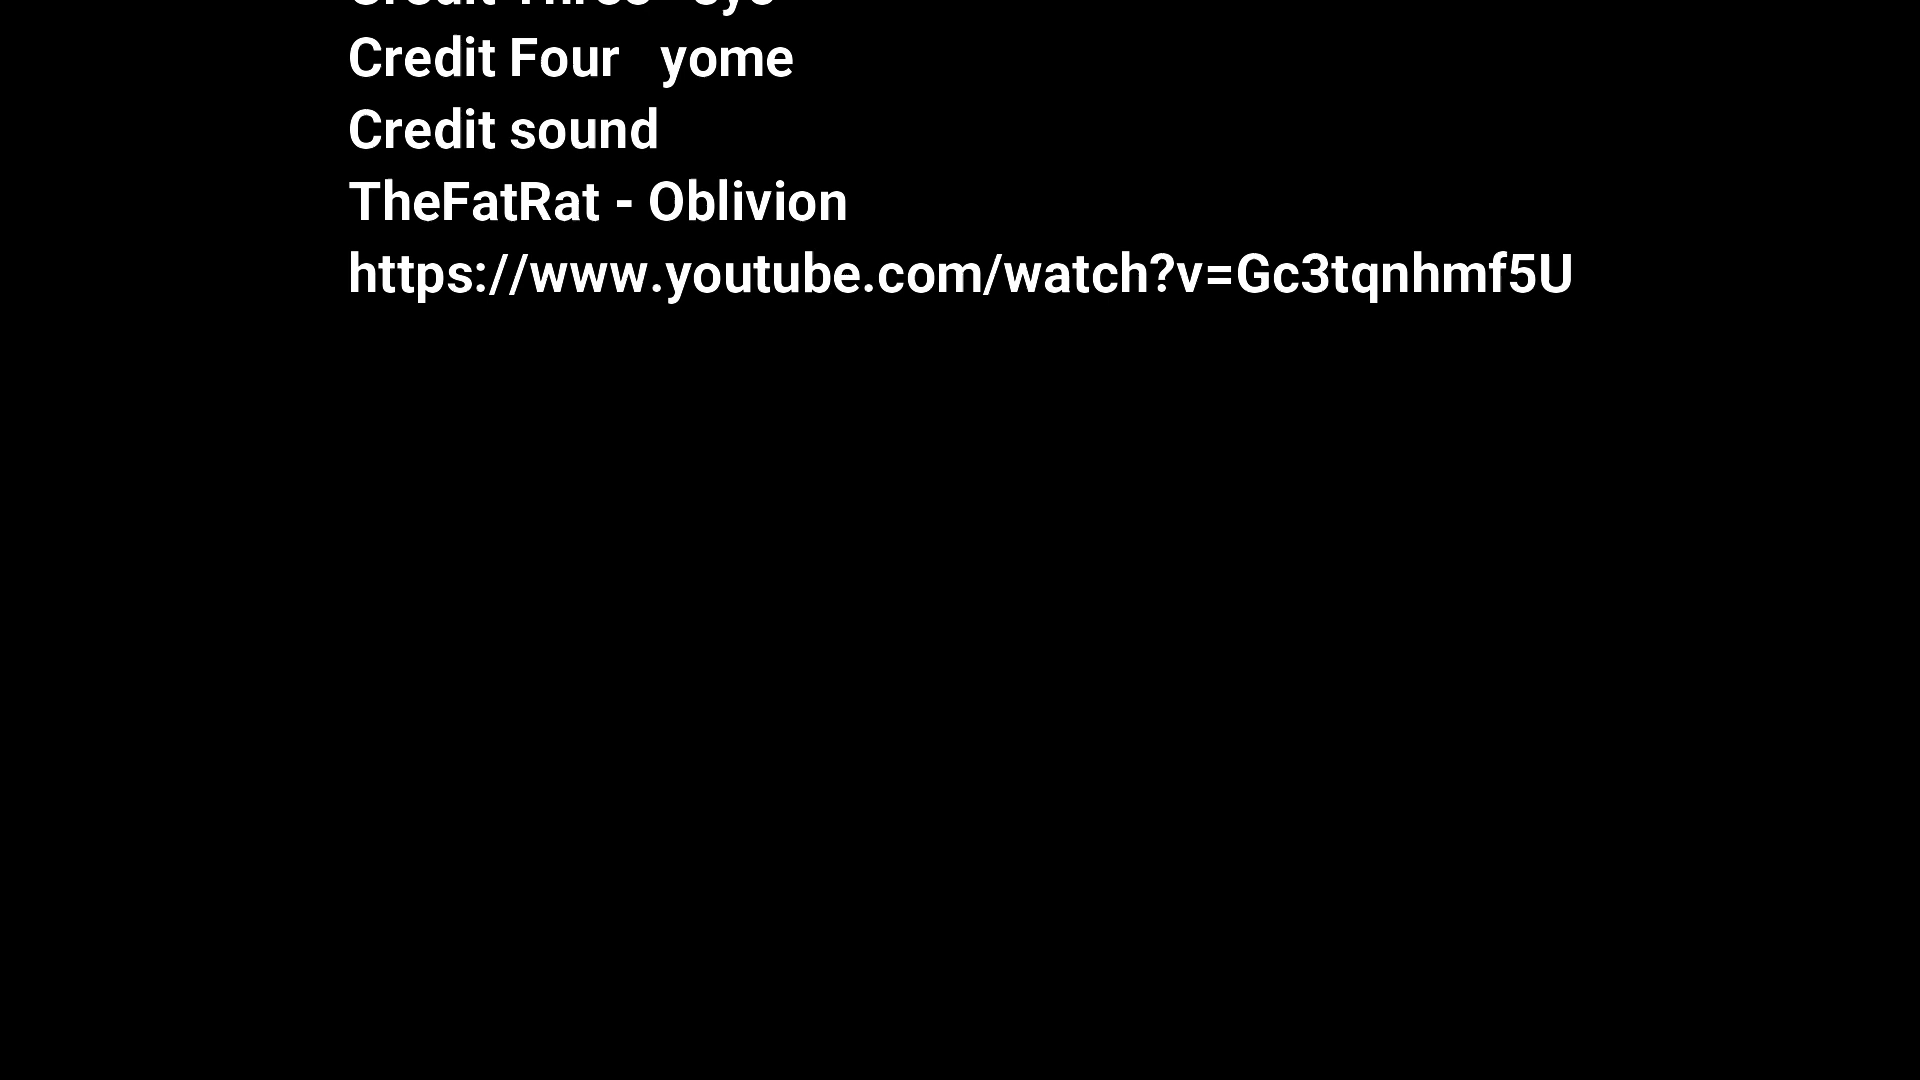 Credit Four yome
Credit sound
TheFatRat - Oblivion
https://www.youtube.com/watch?v=Gc3tqnhmf5U